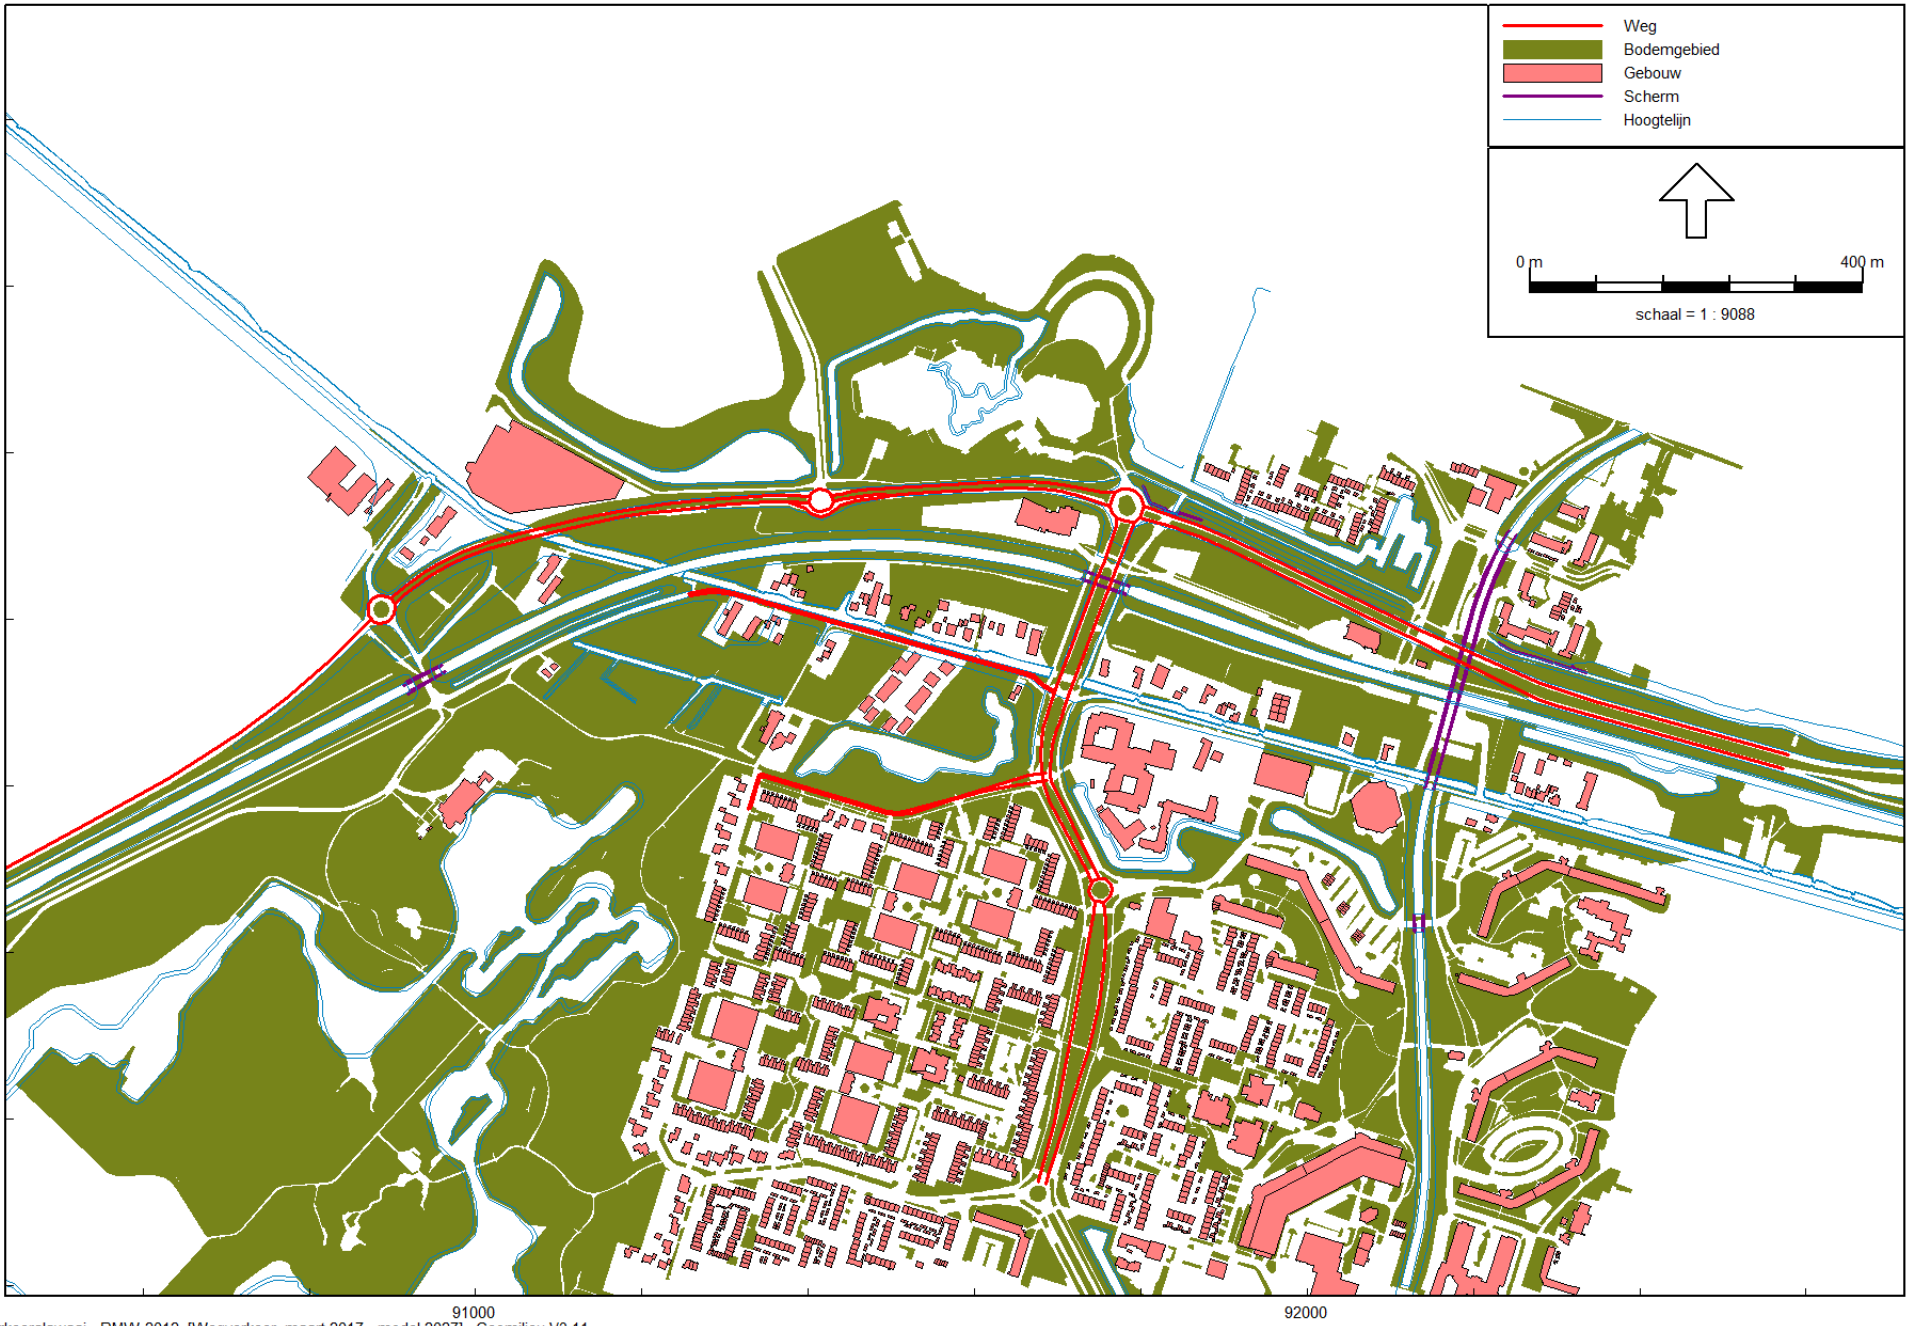 Weg
Bodemgebied
Gebouw
Scherm
Hoogtelijn
0 m 400 m
schaal = 1 : 9088
91000 92000